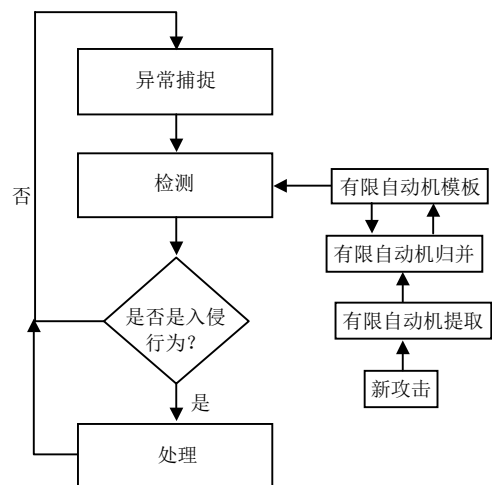 异常捕捉
检测
否
有限自动机模板
有限自动机归并
是否是入侵
行为？
有限自动机提取
新攻击
是
处理